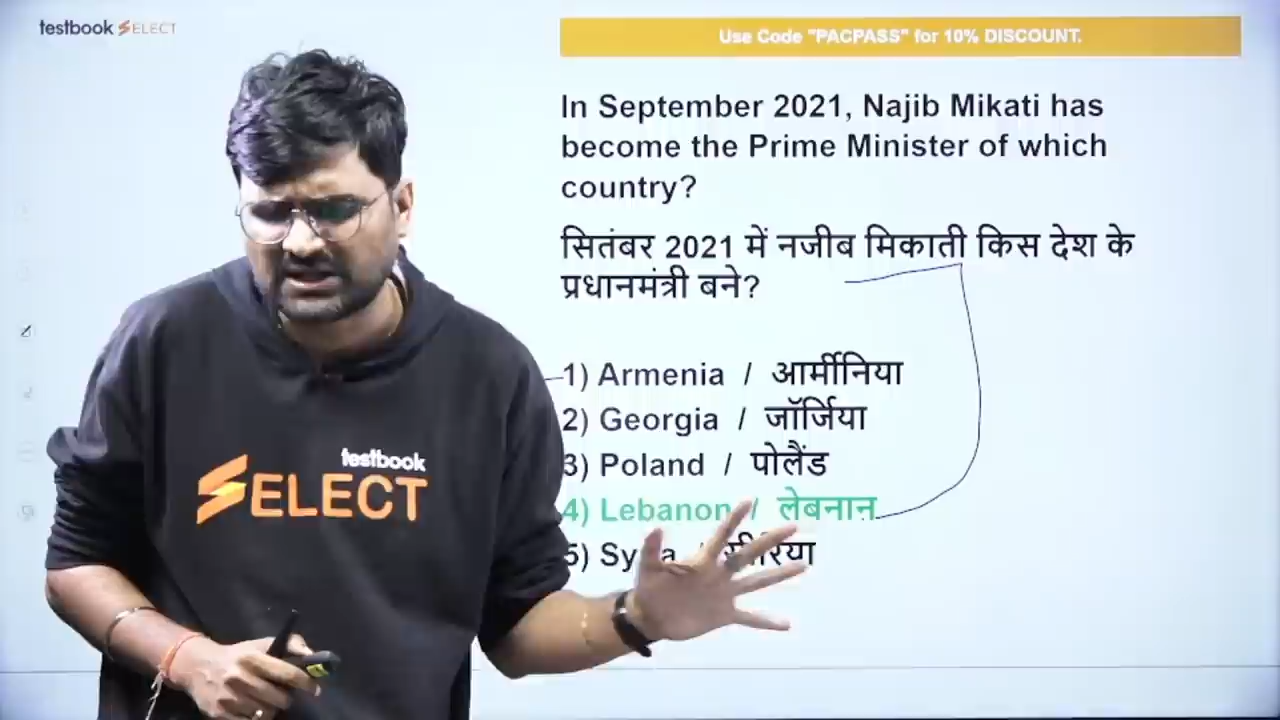 testbook SELECT
Use Code "PACPASS" for 10% DISCOUNT.
In September 2021, Najib Mikati has
become the Prime Minister of which
country?
सितंबर 2021 में नजीब मिकाती किस देश के
प्रधानमंत्री बने?
1) Armenia / आर्मीनिया
2) Georgia / जॉर्जिया
3) Poland / पोलैंड
4) Lebanon / लेबनान
5) /
testbook
SELECT